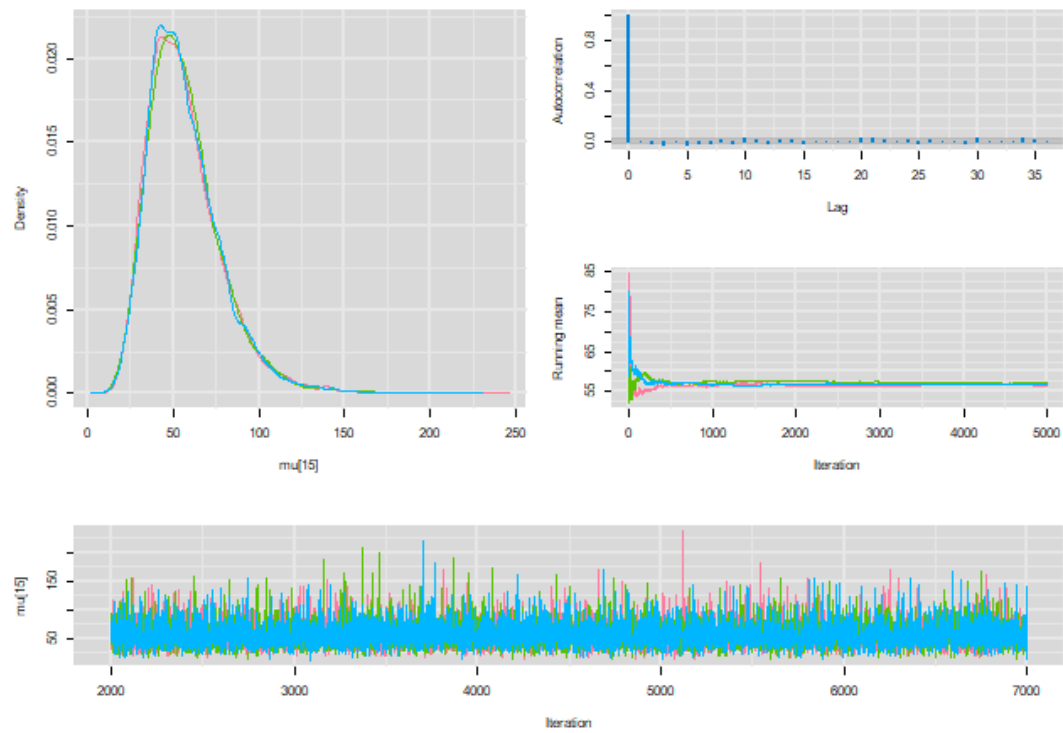 Density
0.000 0.005 0.010 0.015 0.020
0 50 100 150 200 250
mu[15]
Autocorrelation
0.0 0.4 0.8
0 5 10 15 20 25 30 35
Lag
Running mean
55 65 75 85
0 1000 2000 3000 4000 5000
Iteration
mu[15]
50 150
2000 3000 4000 5000 6000 7000
Iteration